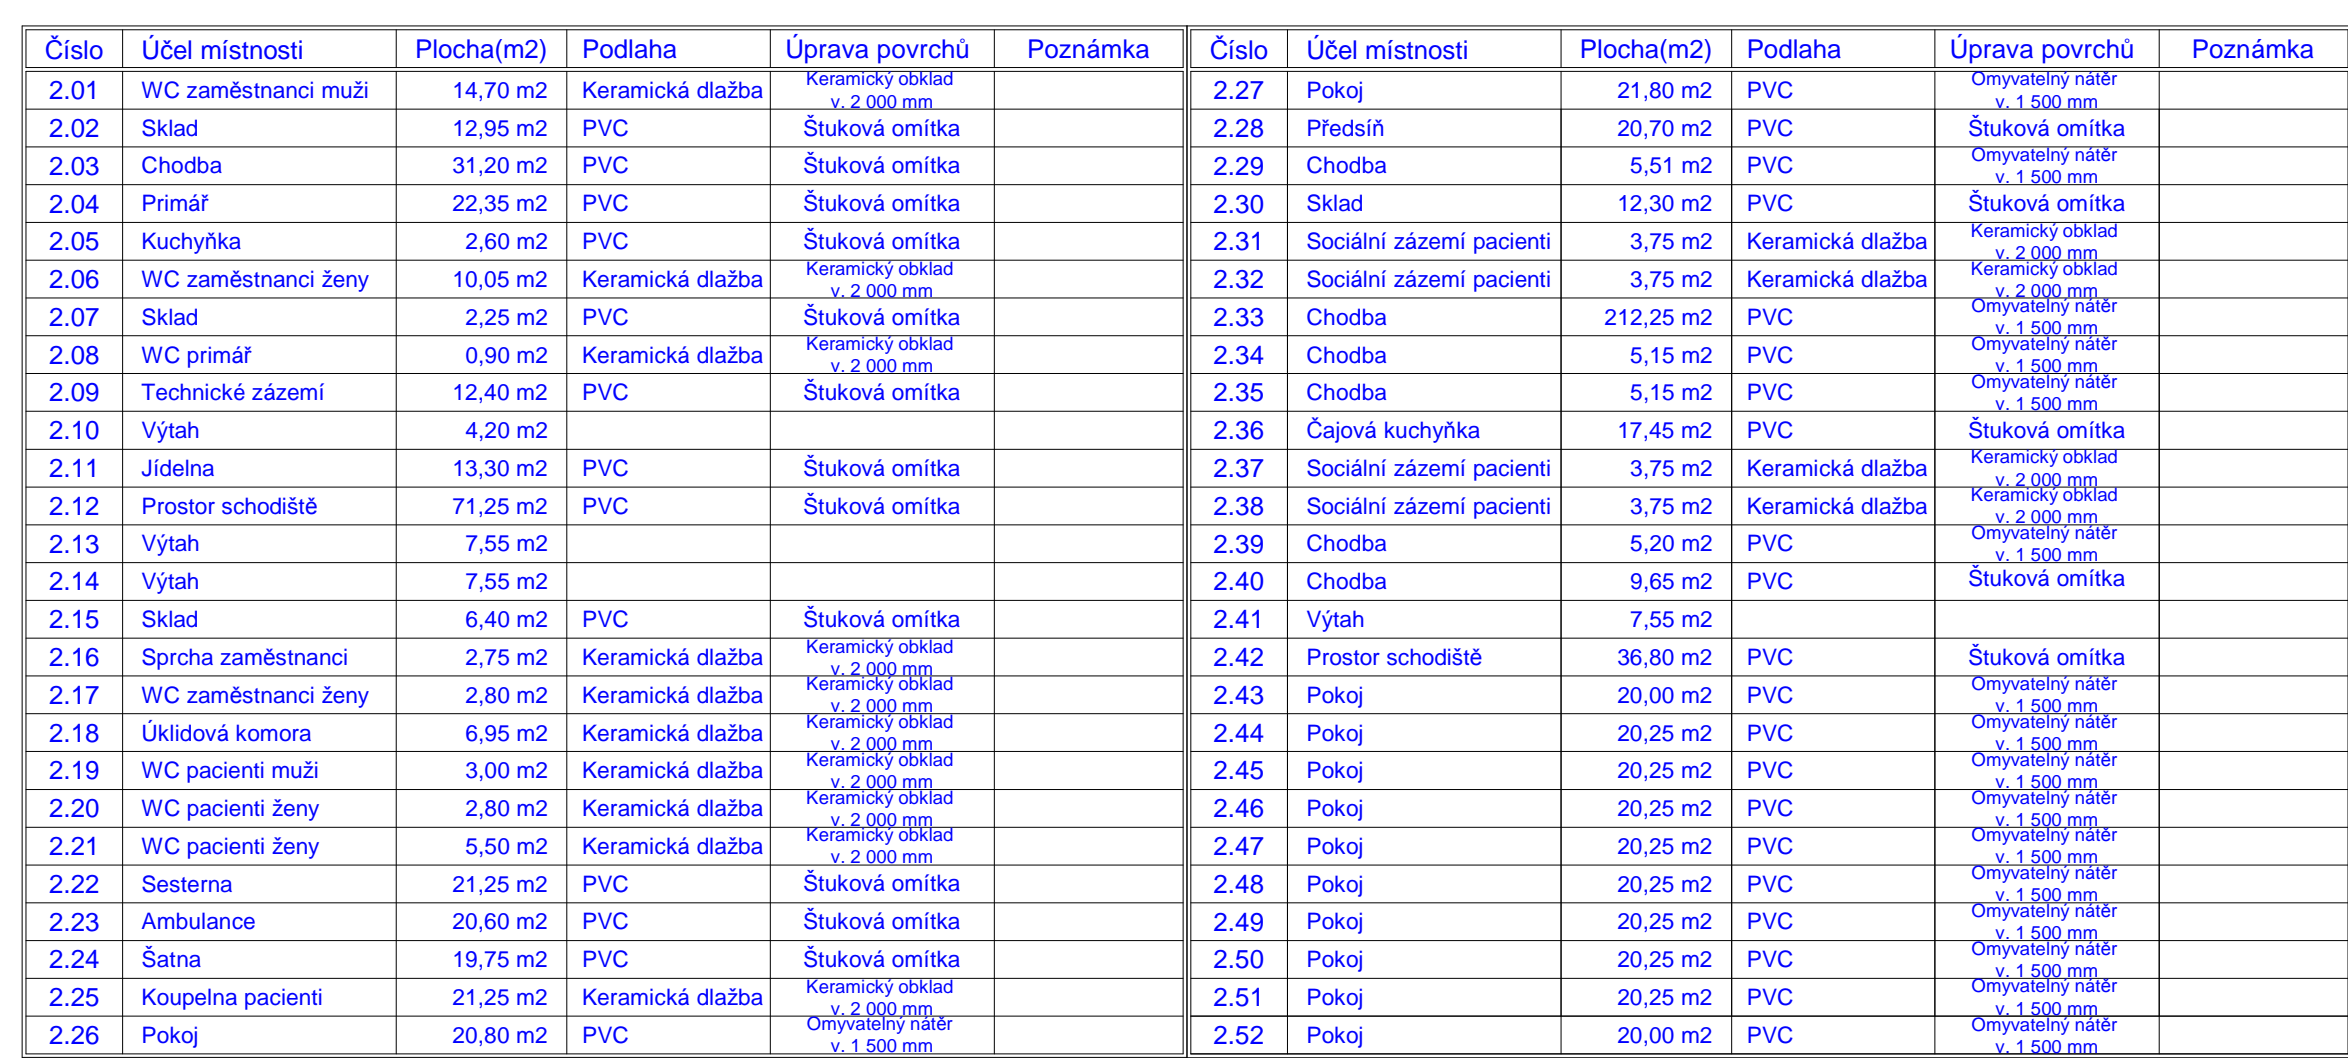 Číslo Účel místnosti Plocha(m2) Podlaha Úprava povrchů Poznámka
2.01 WC zaměstnanci muži 14,70 m2 Keramická dlažba Keramický obklad
v. 2 000 mm
2.02 Sklad 12,95 m2 PVC Štuková omítka
2.03 Chodba 31,20 m2 PVC Štuková omítka
2.04 Primář 22,35 m2 PVC Štuková omítka
2.05 Kuchyňka 2,60 m2 PVC Štuková omítka
2.06 WC zaměstnanci ženy 10,05 m2 Keramická dlažba Keramický obklad
v. 2 000 mm
2.07 Sklad 2,25 m2 PVC Štuková omítka
2.08 WC primář 0,90 m2 Keramická dlažba Keramický obklad
v. 2 000 mm
2.09 Technické zázemí 12,40 m2 PVC Štuková omítka
2.10 Výtah 4,20 m2
2.11 Jídelna 13,30 m2 PVC Štuková omítka
2.12 Prostor schodiště 71,25 m2 PVC Štuková omítka
2.13 Výtah 7,55 m2
2.14 Výtah 7,55 m2
2.15 Sklad 6,40 m2 PVC Štuková omítka
2.16 Sprcha zaměstnanci 2,75 m2 Keramická dlažba Keramický obklad
v. 2 000 mm
2.17 WC zaměstnanci ženy 2,80 m2 Keramická dlažba Keramický obklad
v. 2 000 mm
2.18 Úklidová komora 6,95 m2 Keramická dlažba Keramický obklad
v. 2 000 mm
2.19 WC pacienti muži 3,00 m2 Keramická dlažba Keramický obklad
v. 2 000 mm
2.20 WC pacienti ženy 2,80 m2 Keramická dlažba Keramický obklad
v. 2 000 mm
2.21 WC pacienti ženy 5,50 m2 Keramická dlažba Keramický obklad
v. 2 000 mm
2.22 Sesterna 21,25 m2 PVC Štuková omítka
2.23 Ambulance 20,60 m2 PVC Štuková omítka
2.24 Šatna 19,75 m2 PVC Štuková omítka
2.25 Koupelna pacienti 21,25 m2 Keramická dlažba Keramický obklad
v. 2 000 mm
2.26 Pokoj 20,80 m2 PVC Omyvatelný nátěr
v. 1 500 mm
Číslo Účel místnosti Plocha(m2) Podlaha Úprava povrchů Poznámka
2.27 Pokoj 21,80 m2 PVC Omyvatelný nátěr
v. 1 500 mm
2.28 Předsíň 20,70 m2 PVC Štuková omítka
2.29 Chodba 5,51 m2 PVC Omyvatelný nátěr
v. 1 500 mm
2.30 Sklad 12,30 m2 PVC Štuková omítka
2.31 Sociální zázemí pacienti 3,75 m2 Keramická dlažba Keramický obklad
v. 2 000 mm
2.32 Sociální zázemí pacienti 3,75 m2 Keramická dlažba Keramický obklad
v. 2 000 mm
2.33 Chodba 212,25 m2 PVC Omyvatelný nátěr
v. 1 500 mm
2.34 Chodba 5,15 m2 PVC Omyvatelný nátěr
v. 1 500 mm
2.35 Chodba 5,15 m2 PVC Omyvatelný nátěr
v. 1 500 mm
2.36 Čajová kuchyňka 17,45 m2 PVC Štuková omítka
2.37 Sociální zázemí pacienti 3,75 m2 Keramická dlažba Keramický obklad
v. 2 000 mm
2.38 Sociální zázemí pacienti 3,75 m2 Keramická dlažba Keramický obklad
v. 2 000 mm
2.39 Chodba 5,20 m2 PVC Omyvatelný nátěr
v. 1 500 mm
2.40 Chodba 9,65 m2 PVC Štuková omítka
2.41 Výtah 7,55 m2
2.42 Prostor schodiště 36,80 m2 PVC Štuková omítka
2.43 Pokoj 20,00 m2 PVC Omyvatelný nátěr
v. 1 500 mm
2.44 Pokoj 20,25 m2 PVC Omyvatelný nátěr
v. 1 500 mm
2.45 Pokoj 20,25 m2 PVC Omyvatelný nátěr
v. 1 500 mm
2.46 Pokoj 20,25 m2 PVC Omyvatelný nátěr
v. 1 500 mm
2.47 Pokoj 20,25 m2 PVC Omyvatelný nátěr
v. 1 500 mm
2.48 Pokoj 20,25 m2 PVC Omyvatelný nátěr
v. 1 500 mm
2.49 Pokoj 20,25 m2 PVC Omyvatelný nátěr
v. 1 500 mm
2.50 Pokoj 20,25 m2 PVC Omyvatelný nátěr
v. 1 500 mm
2.51 Pokoj 20,25 m2 PVC Omyvatelný nátěr
v. 1 500 mm
2.52 Pokoj 20,00 m2 PVC Omyvatelný nátěr
v. 1 500 mm